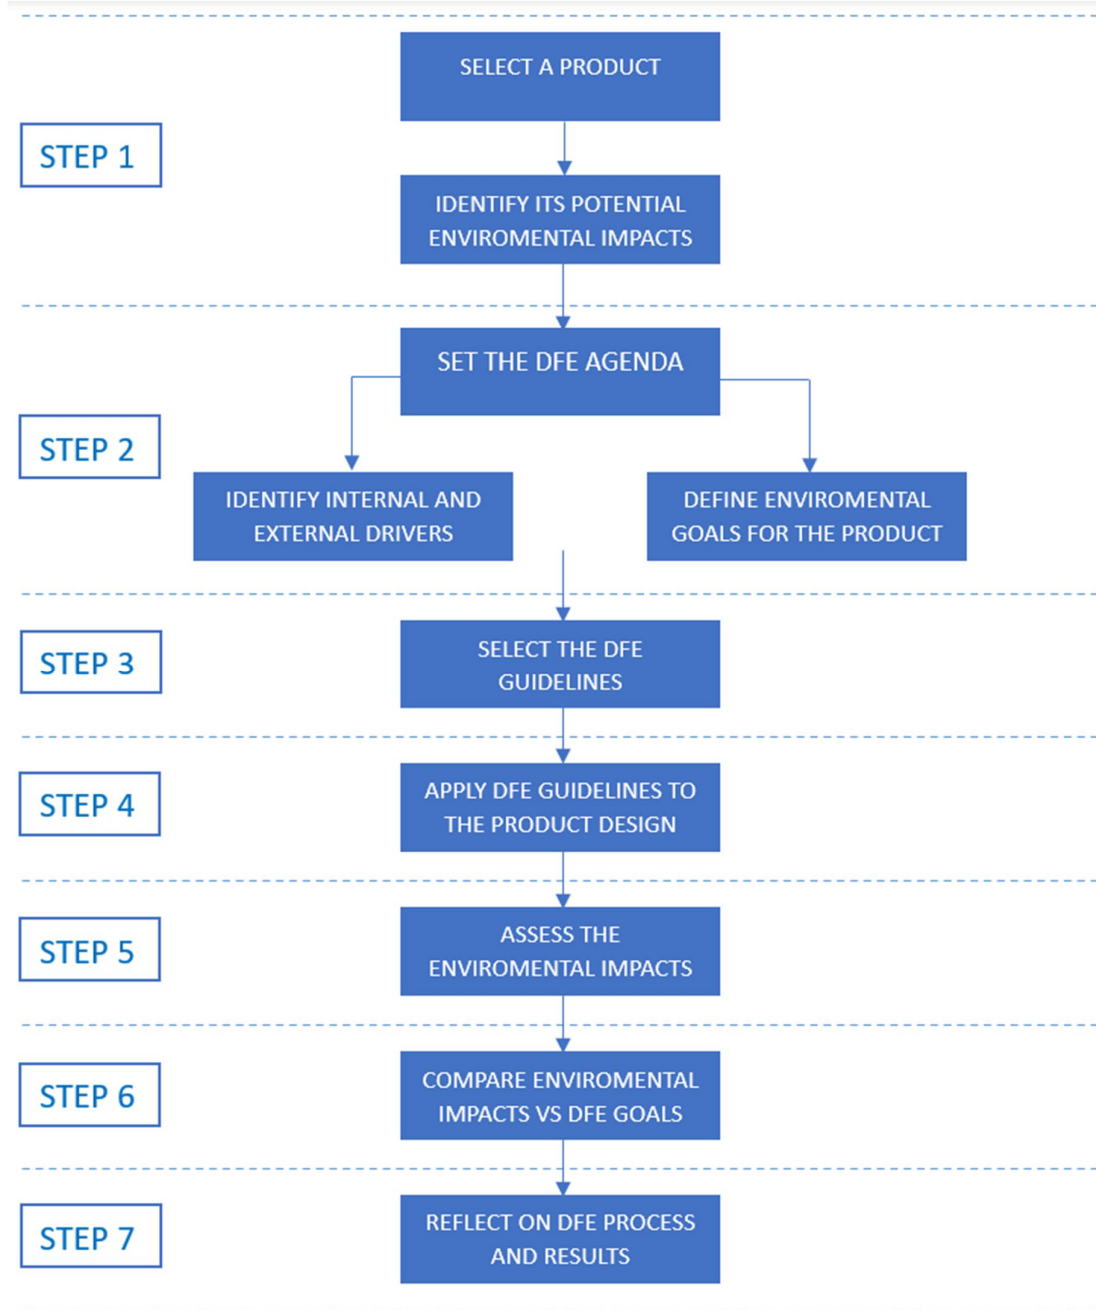 SELECT A PRODUCT
STEP 1
IDENTIFY ITS POTENTIAL
ENVIROMENTAL IMPACTS
SET THE DFE AGENDA
STEP 2
IDENTIFY INTERNAL AND
EXTERNAL DRIVERS
DEFINE ENVIROMENTAL
GOALS FOR THE PRODUCT
STEP 3
SELECT THE DFE
GUIDELINES
STEP 4
APPLY DFE GUIDELINES TO
THE PRODUCT DESIGN
STEP 5
ASSESS THE
ENVIROMENTAL IMPACTS
STEP 6
COMPARE ENVIROMENTAL
IMPACTS VS DFE GOALS
STEP 7
REFLECT ON DFE PROCESS
AND RESULTS